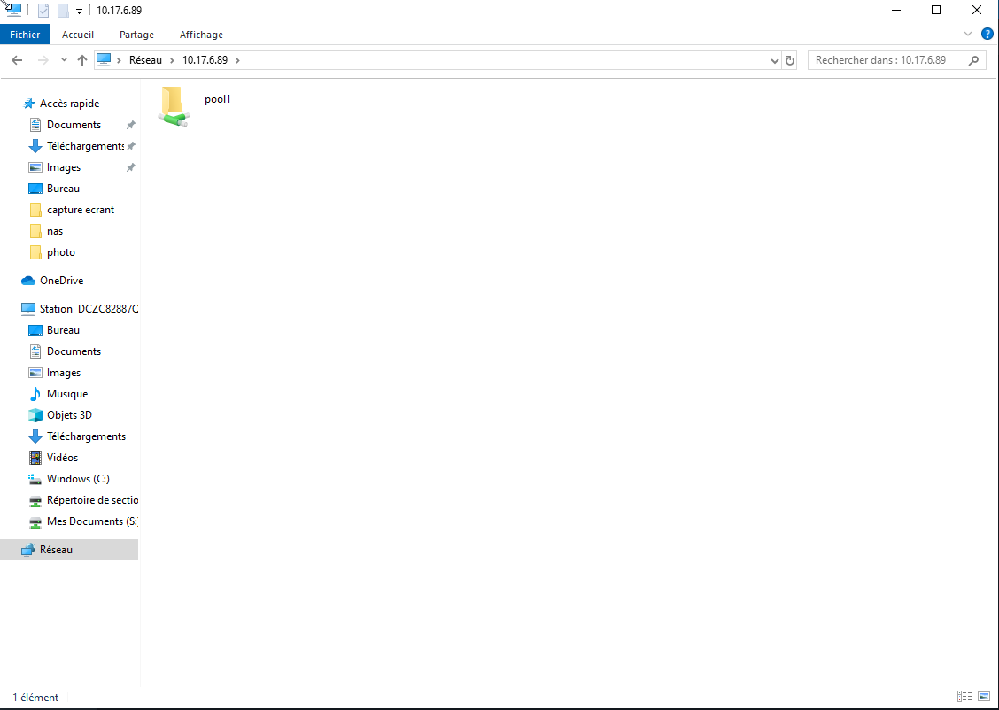 10.17.6.89
Fichier Accueil Partage Affichage
Réseau 10.17.6.89 Rechercher dans : 10.17.6.89
Accès rapide
Documents
Téléchargements
Images
Bureau
capture ecrant
nas
photo
OneDrive
Station DCZC82887C
Bureau
Documents
Images
Musique
Objets 3D
Téléchargements
Vidéos
Windows (C:)
Répertoire de sectio
Mes Documents (S:
Réseau
pool1
1 élément